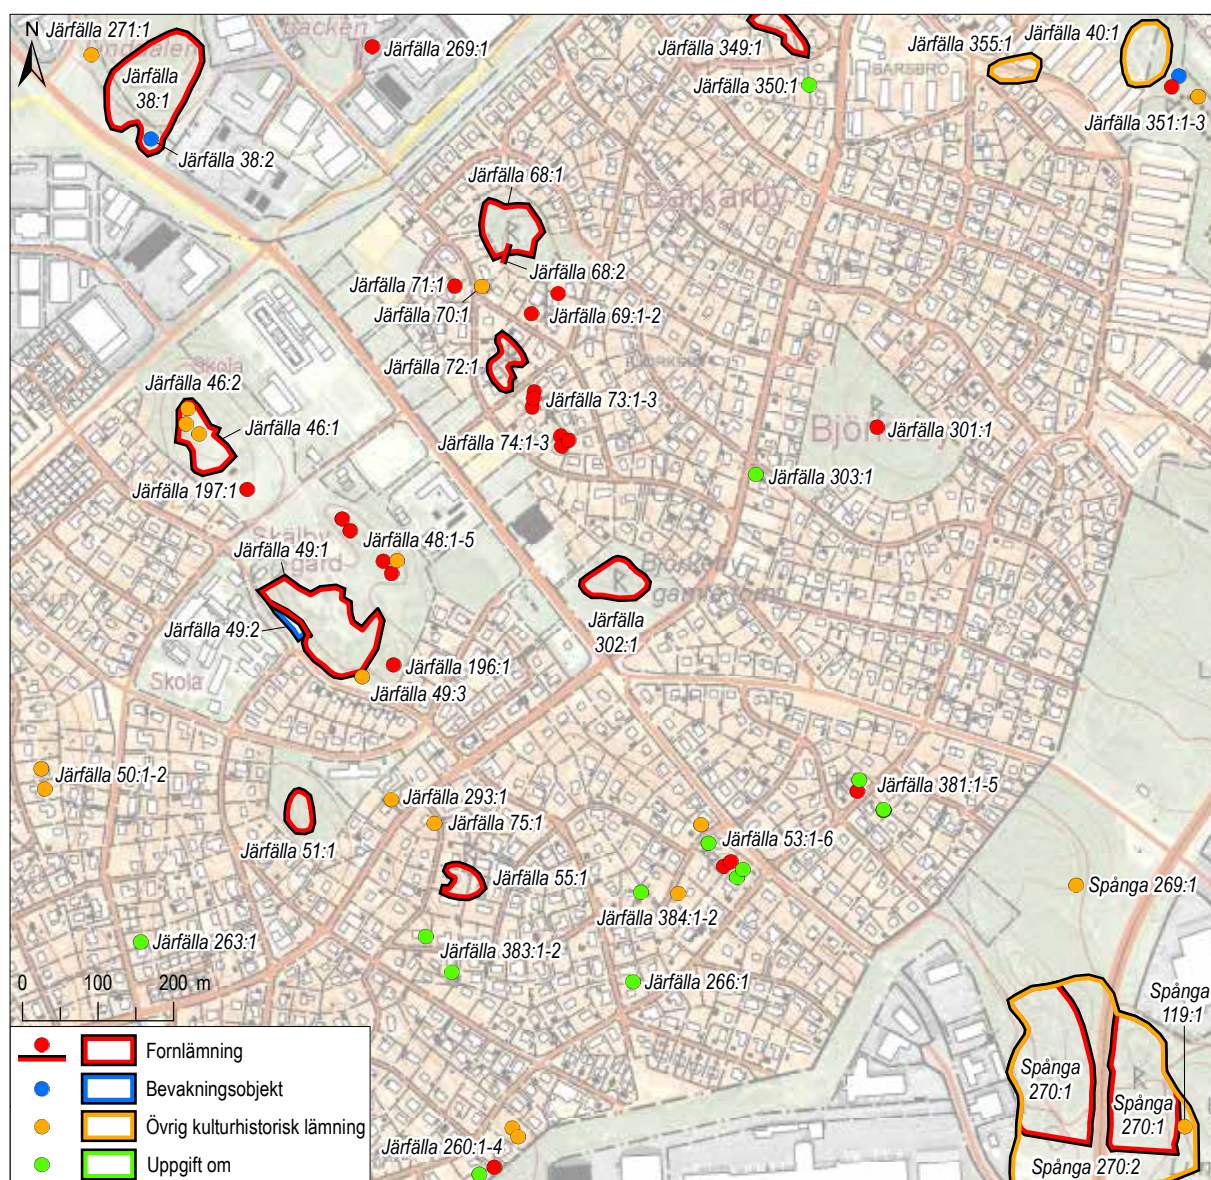 N
Järfälla 271:1
Järfälla
38:1
Järfälla 38:2
Järfälla 269:1
Järfälla 349:1
Järfälla 350:1
Järfälla 355:1
Järfälla 40:1
Järfälla 351:1-3
BARSBRO
Barkarby
Järfälla 68:1
Järfälla 68:2
Järfälla 71:1
Järfälla 70:1
Järfälla 69:1-2
Järfälla 72:1
Järfälla 73:1-3
Järfälla 74:1-3
Skola
Järfälla 46:2
Järfälla 46:1
Järfälla 197:1
Järfälla 301:1
Järfälla 303:1
Järfälla 48:1-5
Järfälla 49:1
gård
Järfälla 49:2
Järfälla 302:1
Järfälla 196:1
Skola
Järfälla 49:3
Järfälla 50:1-2
Järfälla 293:1
Järfälla 75:1
Järfälla 51:1
Järfälla 55:1
Järfälla 381:1-5
Järfälla 53:1-6
Järfälla 384:1-2
Spånga 269:1
Järfälla 263:1
Järfälla 383:1-2
Järfälla 266:1
0 100 200 m
Spånga
119:1
Spånga
270:1
Spånga
270:1
Spånga 270:2
Järfälla 260:1-4
Fornlämning
Bevakningsobjekt
Övrig kulturhistorisk lämning
Uppgift om